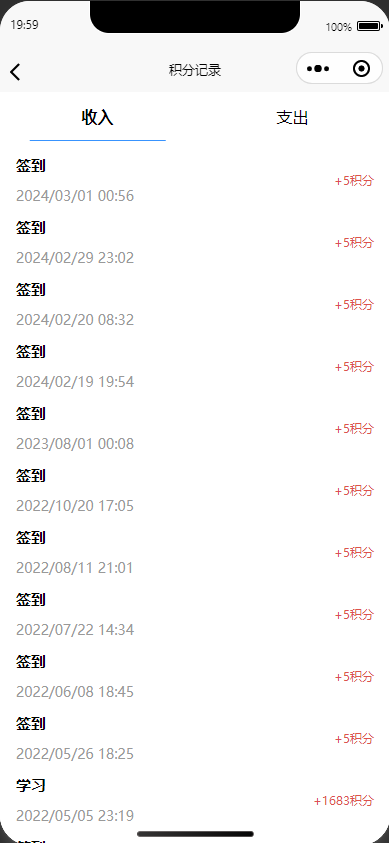 19:59
100%
积分记录
收入
支出
签到
+5积分
2024/03/01 00:56
签到
+5积分
2024/02/29 23:02
签到
+5积分
2024/02/20 08:32
签到
+5积分
2024/02/19 19:54
签到
+5积分
2023/08/01 00:08
签到
+5积分
2022/10/20 17:05
签到
+5积分
2022/08/11 21:01
签到
+5积分
2022/07/22 14:34
签到
+5积分
2022/06/08 18:45
签到
+5积分
2022/05/26 18:25
学习
+1683积分
2022/05/05 23:19